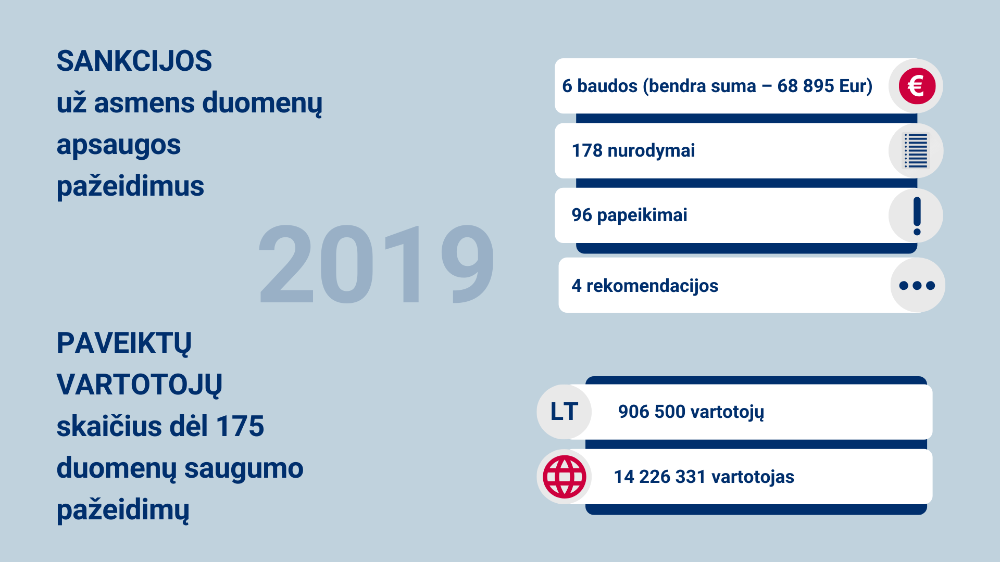 SANKCIJOS
už asmens duomenų
apsaugos
pažeidimus
6 baudos (bendra suma – 68 895 Eur)
€
178 nurodymai
96 papeikimai
4 rekomendacijos
2019
PAVEIKTŲ
VARTOTOJŲ
skaičius dėl 175
duomenų saugumo
pažeidimų
LT
906 500 vartotojų
14 226 331 vartotojas